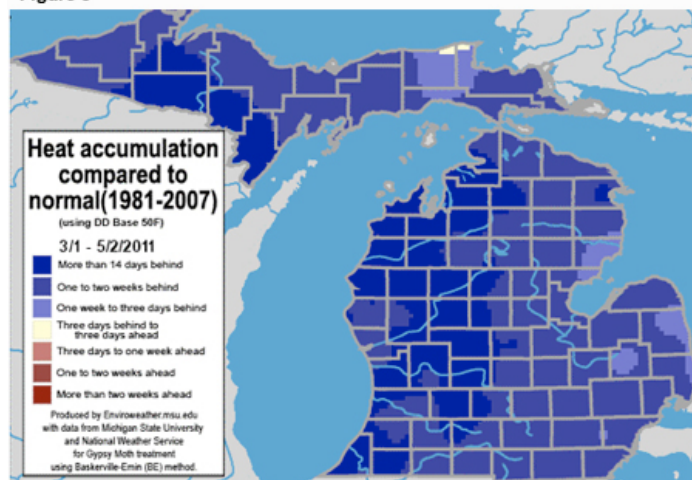 Heat accumulation
compared to
normal(1981-2007)
(using DD Base 50F)
3/1 - 5/2/2011
More than 14 days behind
One to two weeks behind
One week to three days behind
Three days behind to
three days ahead
Three days to one week ahead
One to two weeks ahead
More than two weeks ahead
Produced by Enviroweather.msu.edu
with data from Michigan State University
and National Weather Service
for Gypsy Moth treatment
using Baskerville-Emin (BE) method.